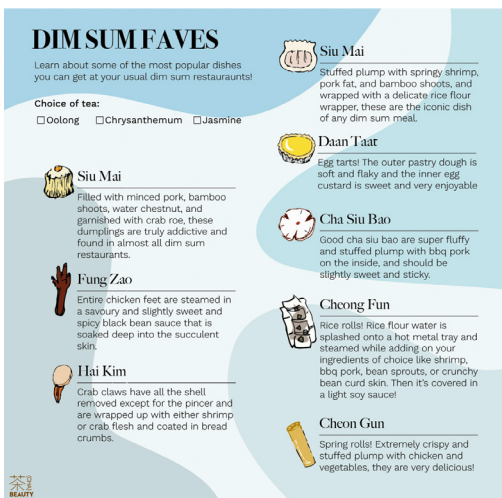 DIM SUM FAVES
Learn about some of the most popular dishes
you can get at your usual dim sum restauraunts!
Choice of tea:
Oolong Chrysanthemum Jasmine
Siu Mai
Filled with minced pork, bamboo
shoots, water chestnut, and
garnished with crab roe, these
dumplings are truly addictive and
found in almost all dim sum
restaurants.
Fung Zao
Entire chicken feet are steamed in
a savoury and slightly sweet and
spicy black bean sauce that is
soaked deep into the succulent
skin.
Hai Kim
Crab claws have all the shell
removed except for the pincer and
are wrapped up with either shrimp
or crab flesh and coated in bread
crumbs.
Siu Mai
Stuffed plump with springy shrimp,
pork fat, and bamboo shoots, and
wrapped with a delicate rice flour
wrapper, these are the iconic dish
of any dim sum meal.
Daan Taat
Egg tarts! The outer pastry dough is
soft and flaky and the inner egg
custard is sweet and very enjoyable
Cha Siu Bao
Good cha siu bao are super fluffy
and stuffed plump with bbq pork
on the inside, and should be
slightly sweet and sticky.
Cheong Fun
Rice rolls! Rice flour water is
splashed onto a hot metal tray and
steamed while adding on your
ingredients of choice like shrimp,
bbq pork, bean sprouts, or crunchy
bean curd skin. Then it's covered in
a light soy sauce!
Cheon Gun
Spring rolls! Extremely crispy and
stuffed plump with chicken and
vegetables, they are very delicious!
茶
BEAUTY